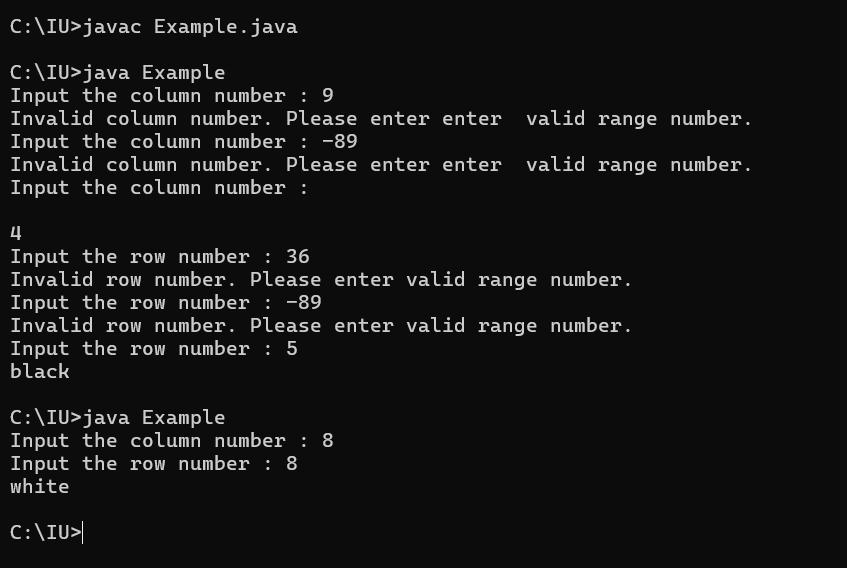 C:\IU>javac Example.java
C:\IU>java Example
Input the column number : 9
Invalid column number. Please enter enter  valid range number.
Input the column number : -89
Invalid column number. Please enter enter  valid range number.
Input the column number :
4
Input the row number : 36
Invalid row number. Please enter valid range number.
Input the row number : -89
Invalid row number. Please enter valid range number.
Input the row number : 5
black
C:\IU>java Example
Input the column number : 8
Input the row number : 8
white
C:\IU>